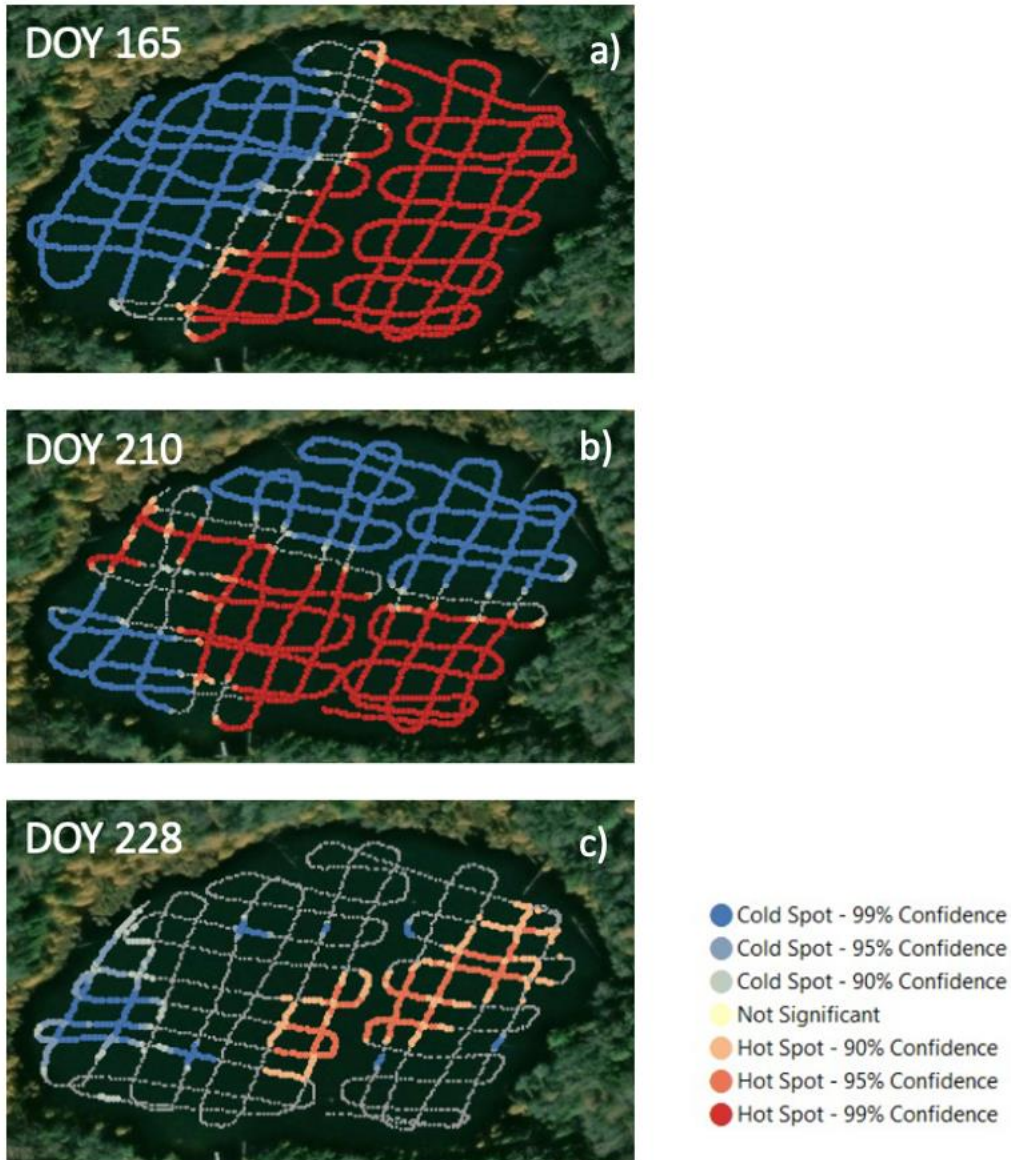 DOY 165
a)
DOY 210
b)
DOY 228
c)
Cold Spot - 99% Confidence
Cold Spot - 95% Confidence
Cold Spot - 90% Confidence
Not Significant
Hot Spot - 90% Confidence
Hot Spot - 95% Confidence
Hot Spot - 99% Confidence